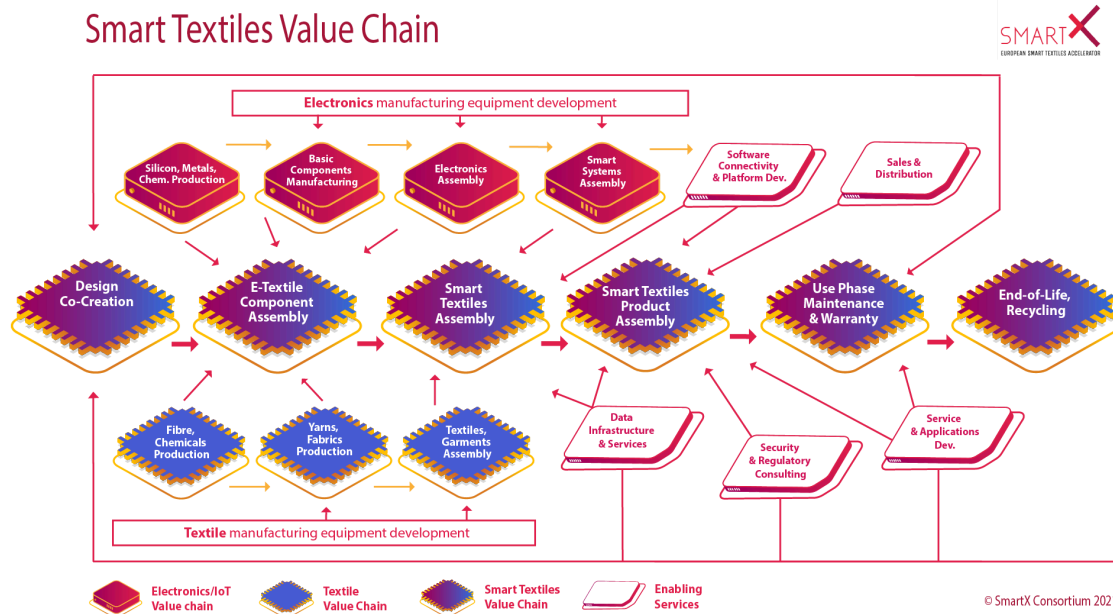 Smart Textiles Value Chain
SMARTX
EUROPEAN SMART TEXTILES ACCELERATOR
Electronics manufacturing equipment development
Silicon, Metals,
Chem. Production
Basic
Components
Manufacturing
Electronics
Assembly
Smart
Systems
Assembly
Software
Connectivity
& Platform Dev.
Sales &
Distribution
Design
Co-Creation
E-Textile
Component
Assembly
Smart
Textiles
Assembly
Smart Textiles
Product
Assembly
Use Phase
Maintenance
& Warranty
End-of-Life,
Recycling
Fibre,
Chemicals
Production
Yarns,
Fabrics
Production
Textiles,
Garments
Assembly
Data
Infrastructure
& Services
Security
& Regulatory
Consulting
Service
& Applications
Dev.
Textile manufacturing equipment development
Electronics/IoT
Value chain
Textile
Value Chain
Smart Textiles
Value Chain
Enabling
Services
© SmartX Consortium 202